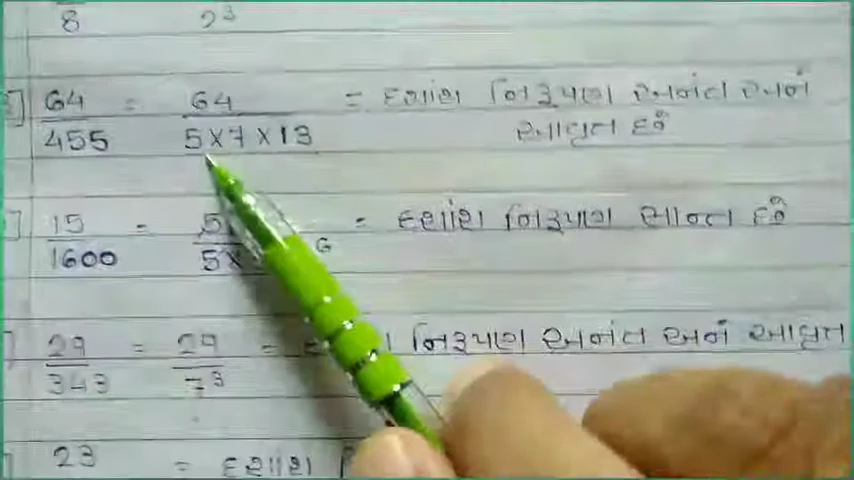 8 2³
64/455 = 64/5×7×13 = દશાંશ નિરૂપણ અનંત અને
આવૃત છે
15/1600 = = દશાંશ નિરૂપણ સાન્ત છે
29/343 = 29/7³ = નિરૂપણ અનંત અને આવૃત
23 = દશાંશ